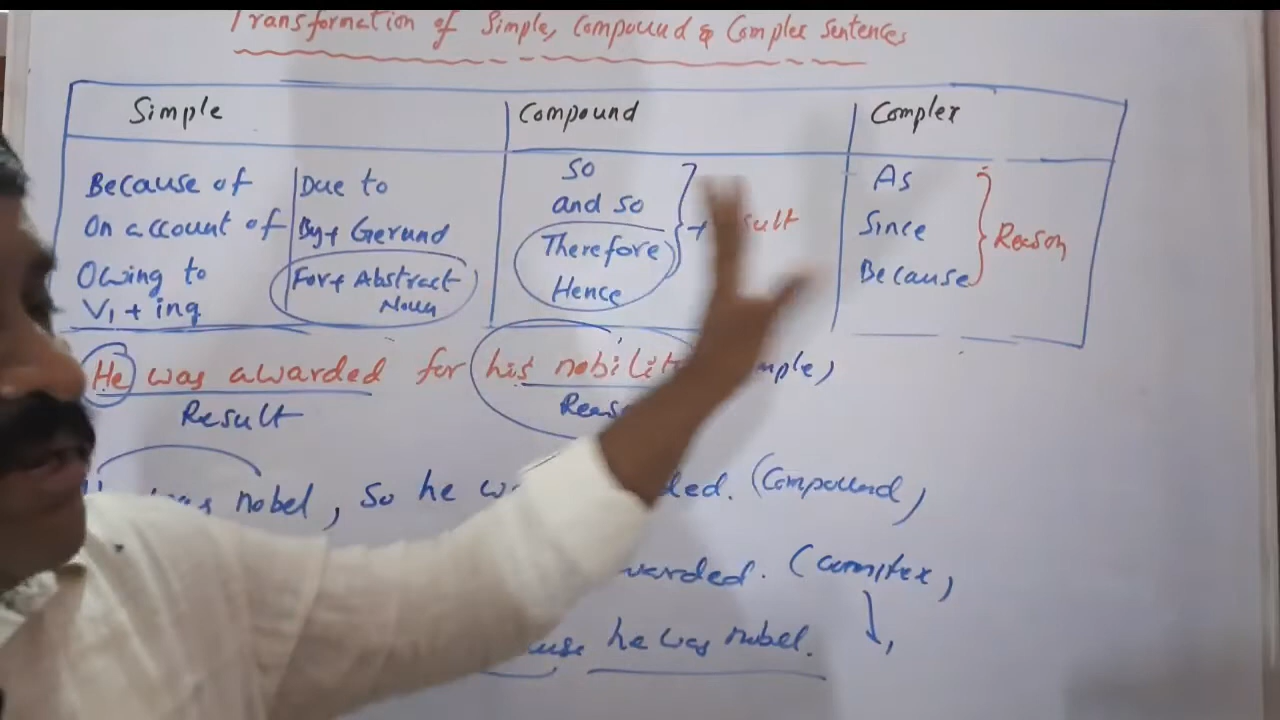 Transformation of Simple, Compound & Complex Sentences
Simple
Compound
Complex
Because of
On account of
Owing to
V1 + ing
Due to
By + Gerund
For + Abstract
Noun
So
and so
Therefore
Hence
+
As
Since
Because
Reason
He was awarded for his
Result
nobel, so he (Compound)
(Complex)
he was nobel.